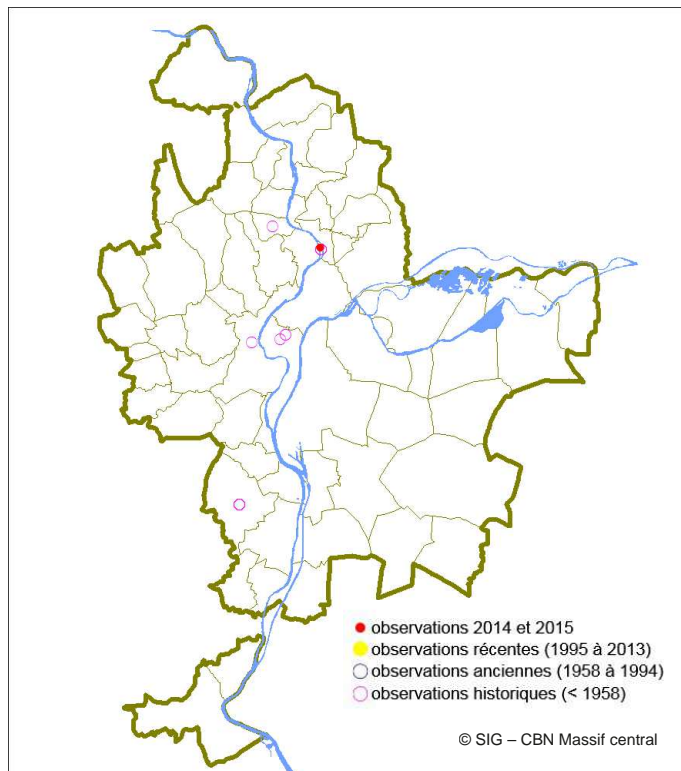 observations 2014 et 2015
observations récentes (1995 à 2013)
observations anciennes (1958 à 1994)
observations historiques (< 1958)
© SIG – CBN Massif central